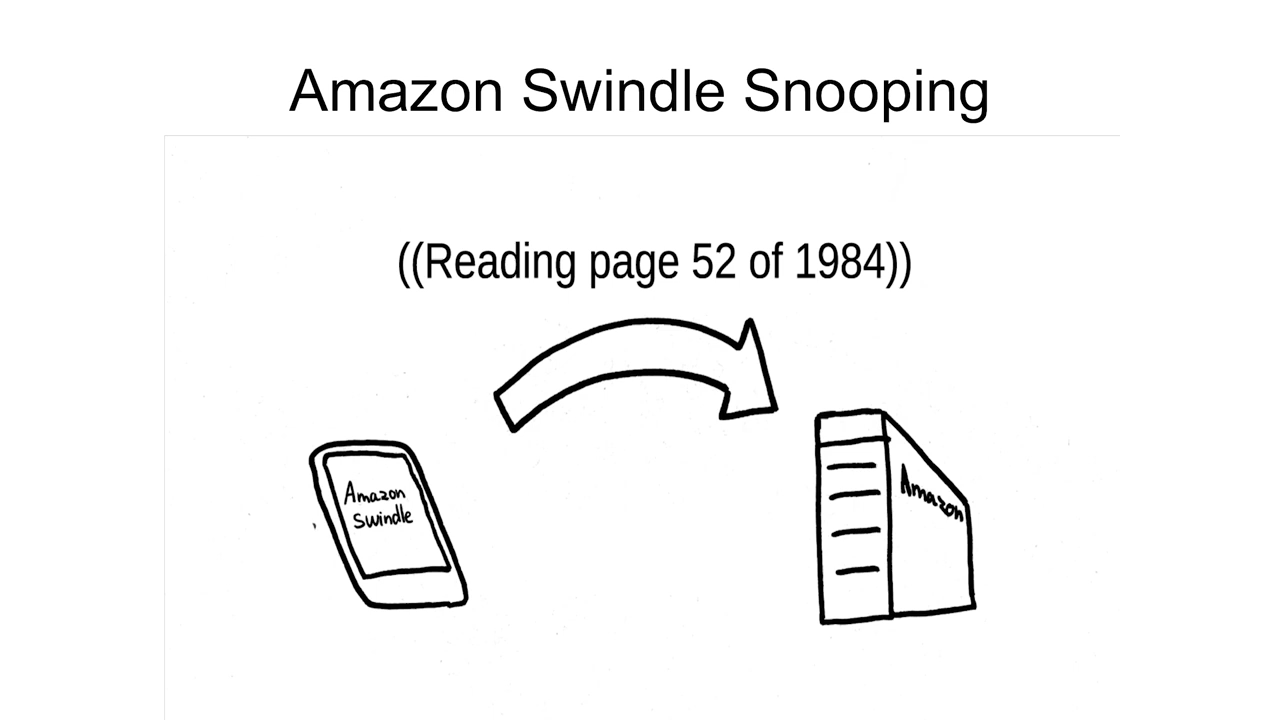 Amazon Swindle Snooping
((Reading page 52 of 1984))
Amazon
Swindle
Amazon